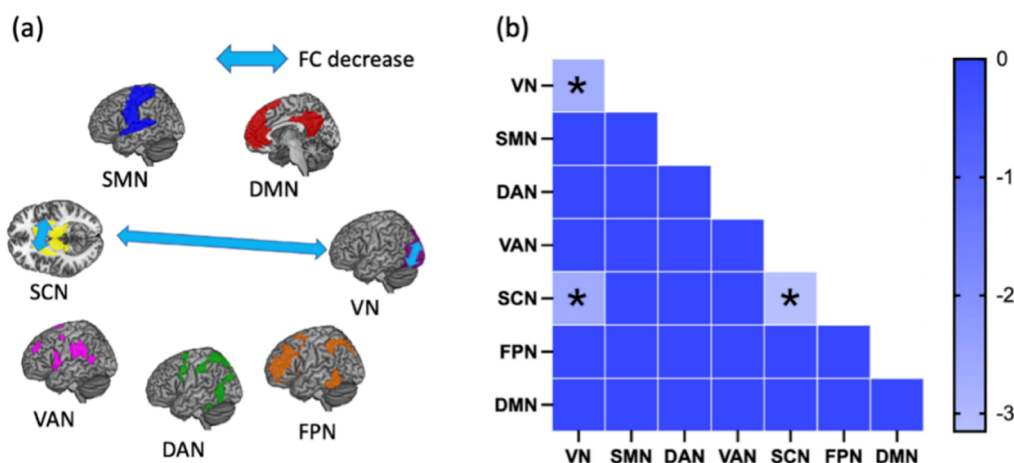 (a)
FC decrease
SMN
DMN
SCN
VN
VAN
DAN
FPN
(b)
VN
SMN
DAN
VAN
SCN
FPN
DMN
*
* *
VN SMN DAN VAN SCN FPN DMN
0
-1
-2
-3